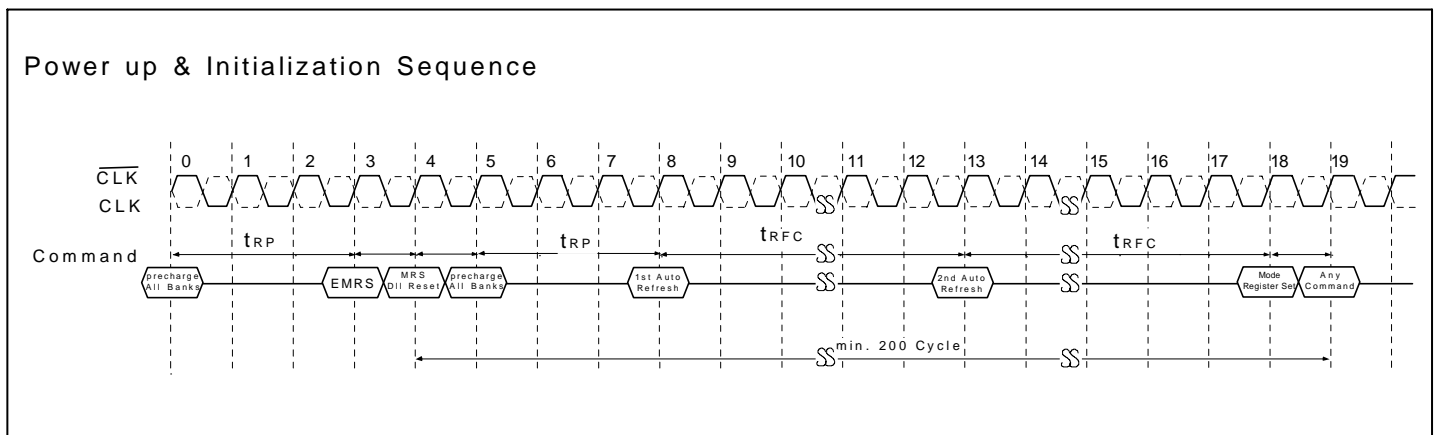 Power up & Initialization Sequence
0 1 2 3 4 5 6 7 8 9 10 11 12 13 14 15 16 17 18 19
CLK
CLK
tRP tRP tRFC tRFC
Command
precharge All Banks
EMRS
MRS Dll Reset
precharge All Banks
1st Auto Refresh
2nd Auto Refresh
Mode Register Set
Any Command
min. 200 Cycle